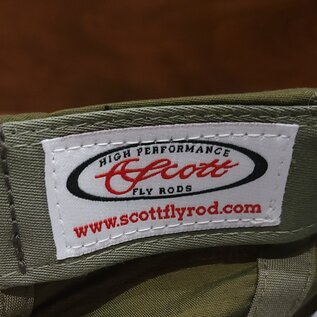 HIGH PERFORMANCE
Scott
FLY RODS
www.scottflyrod.com